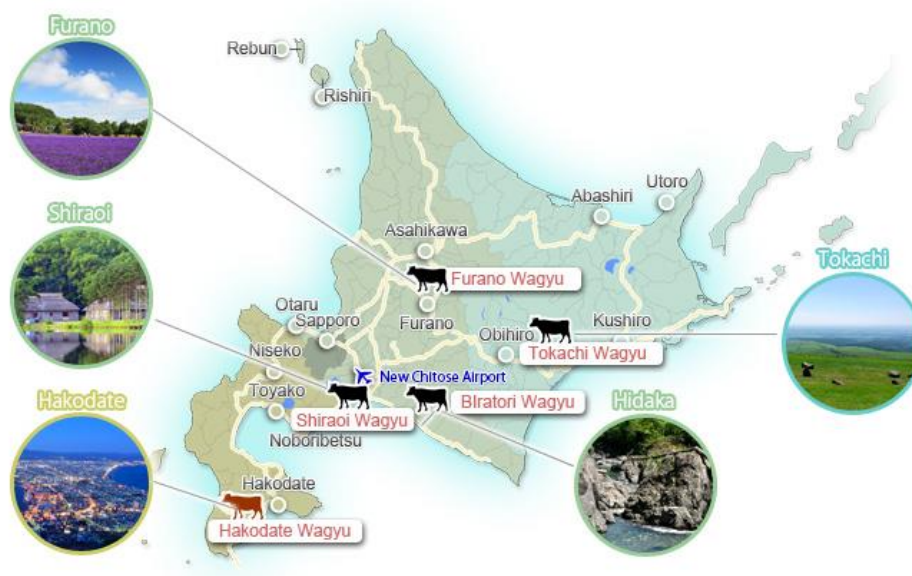 Furano
Rebun
Rishiri
Utoro
Abashiri
Shiraoi
Asahikawa
Tokachi
Furano Wagyu
Otaru
Furano
Sapporo
Obihiro
Kushiro
Niseko
Tokachi Wagyu
New Chitose Airport
Toyako
Hakodate
BIratori Wagyu
Hidaka
Shiraoi Wagyu
Noboribetsu
Hakodate
Hakodate Wagyu